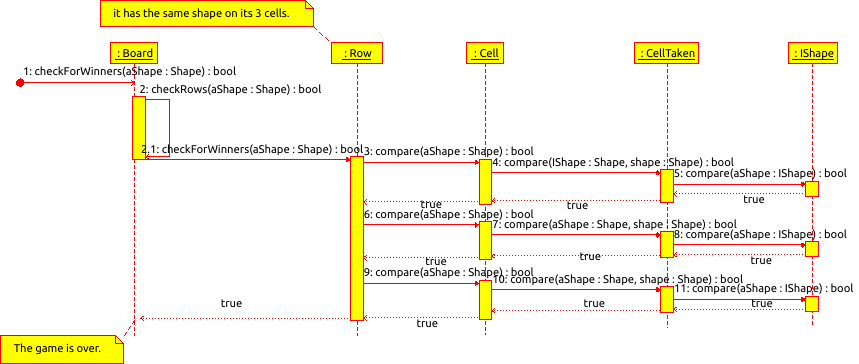 it has the same shape on its 3 cells.
: Board
: Row
: Cell
: CellTaken
: IShape
1: checkForWinners(aShape : Shape) : bool
2: checkRows(aShape : Shape) : bool
2.1: checkForWinners(aShape : Shape) : bool
3: compare(aShape : Shape) : bool
4: compare(IShape : Shape, shape : Shape) : bool
5: compare(aShape : IShape) : bool
true
true
true
6: compare(aShape : Shape) : bool
7: compare(aShape : Shape, shape : Shape) : bool
8: compare(aShape : IShape) : bool
true
true
true
9: compare(aShape : Shape) : bool
10: compare(aShape : Shape, shape : Shape) : bool
11: compare(aShape : IShape) : bool
true
true
true
true
The game is over.